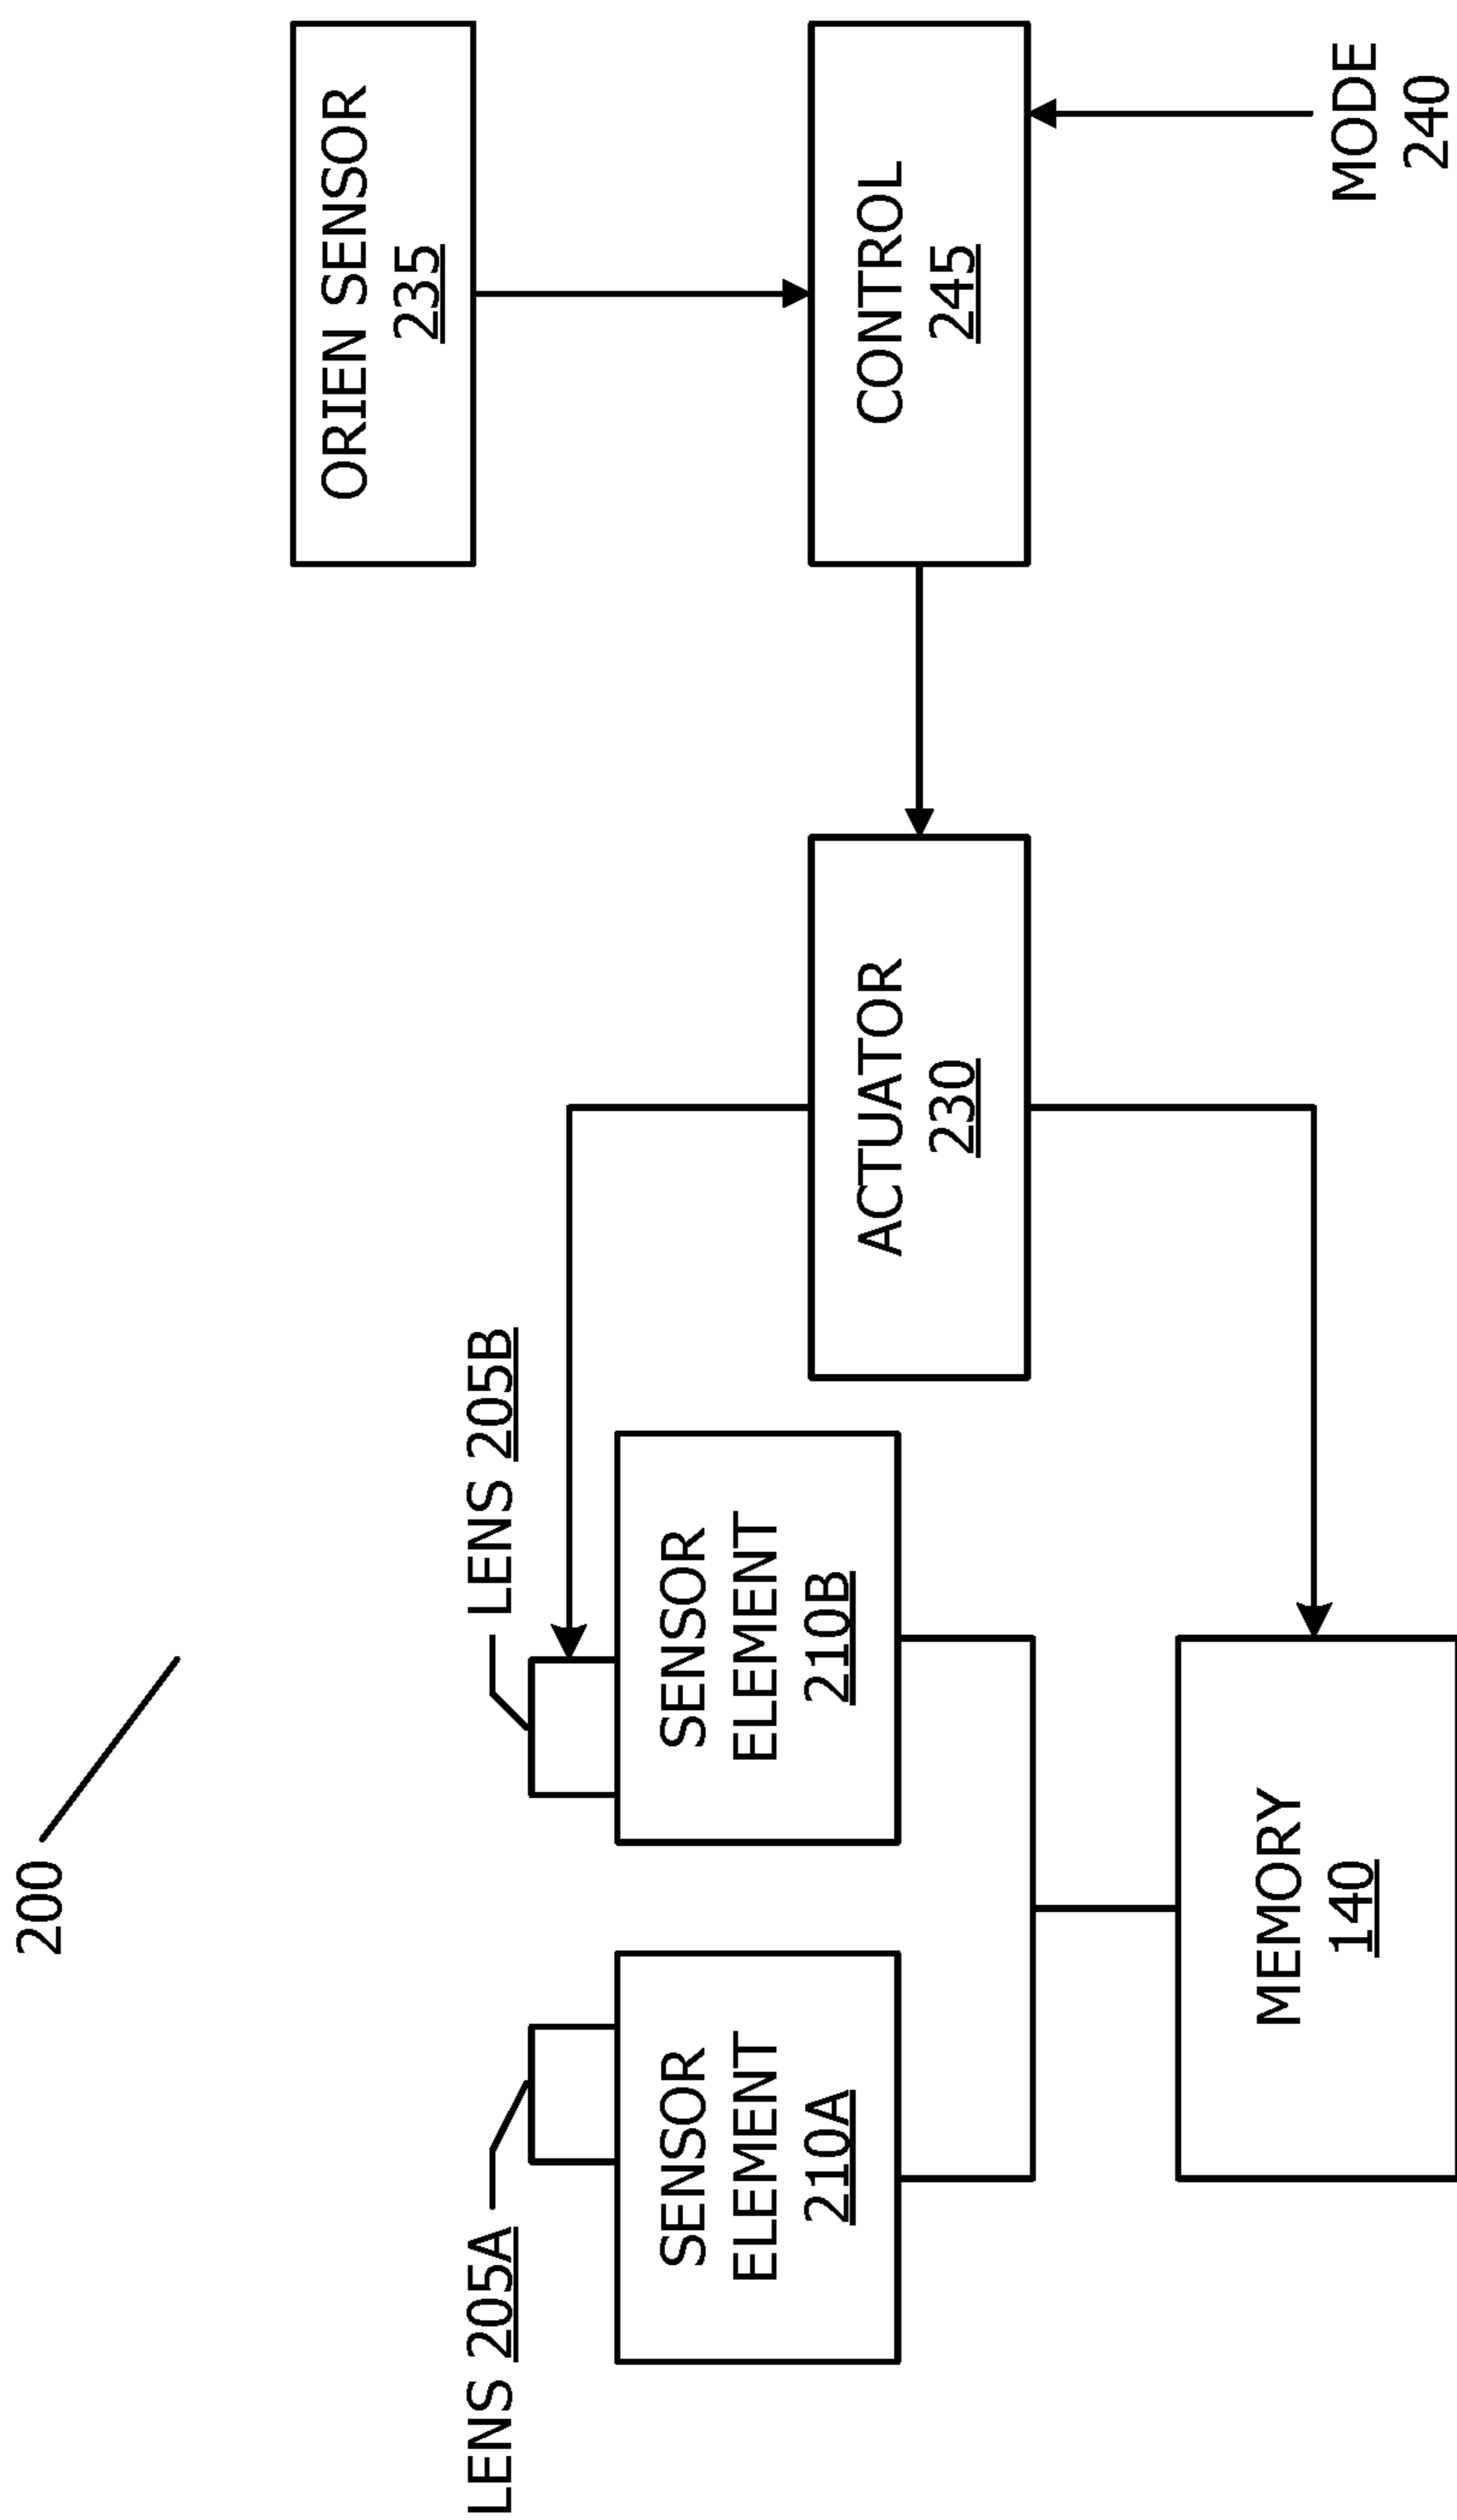 200
LENS 205A
LENS 205B
ORIEN SENSOR
235
SENSOR
ELEMENT
210A
SENSOR
ELEMENT
210B
ACTUATOR
230
CONTROL
245
MEMORY
140
MODE
240